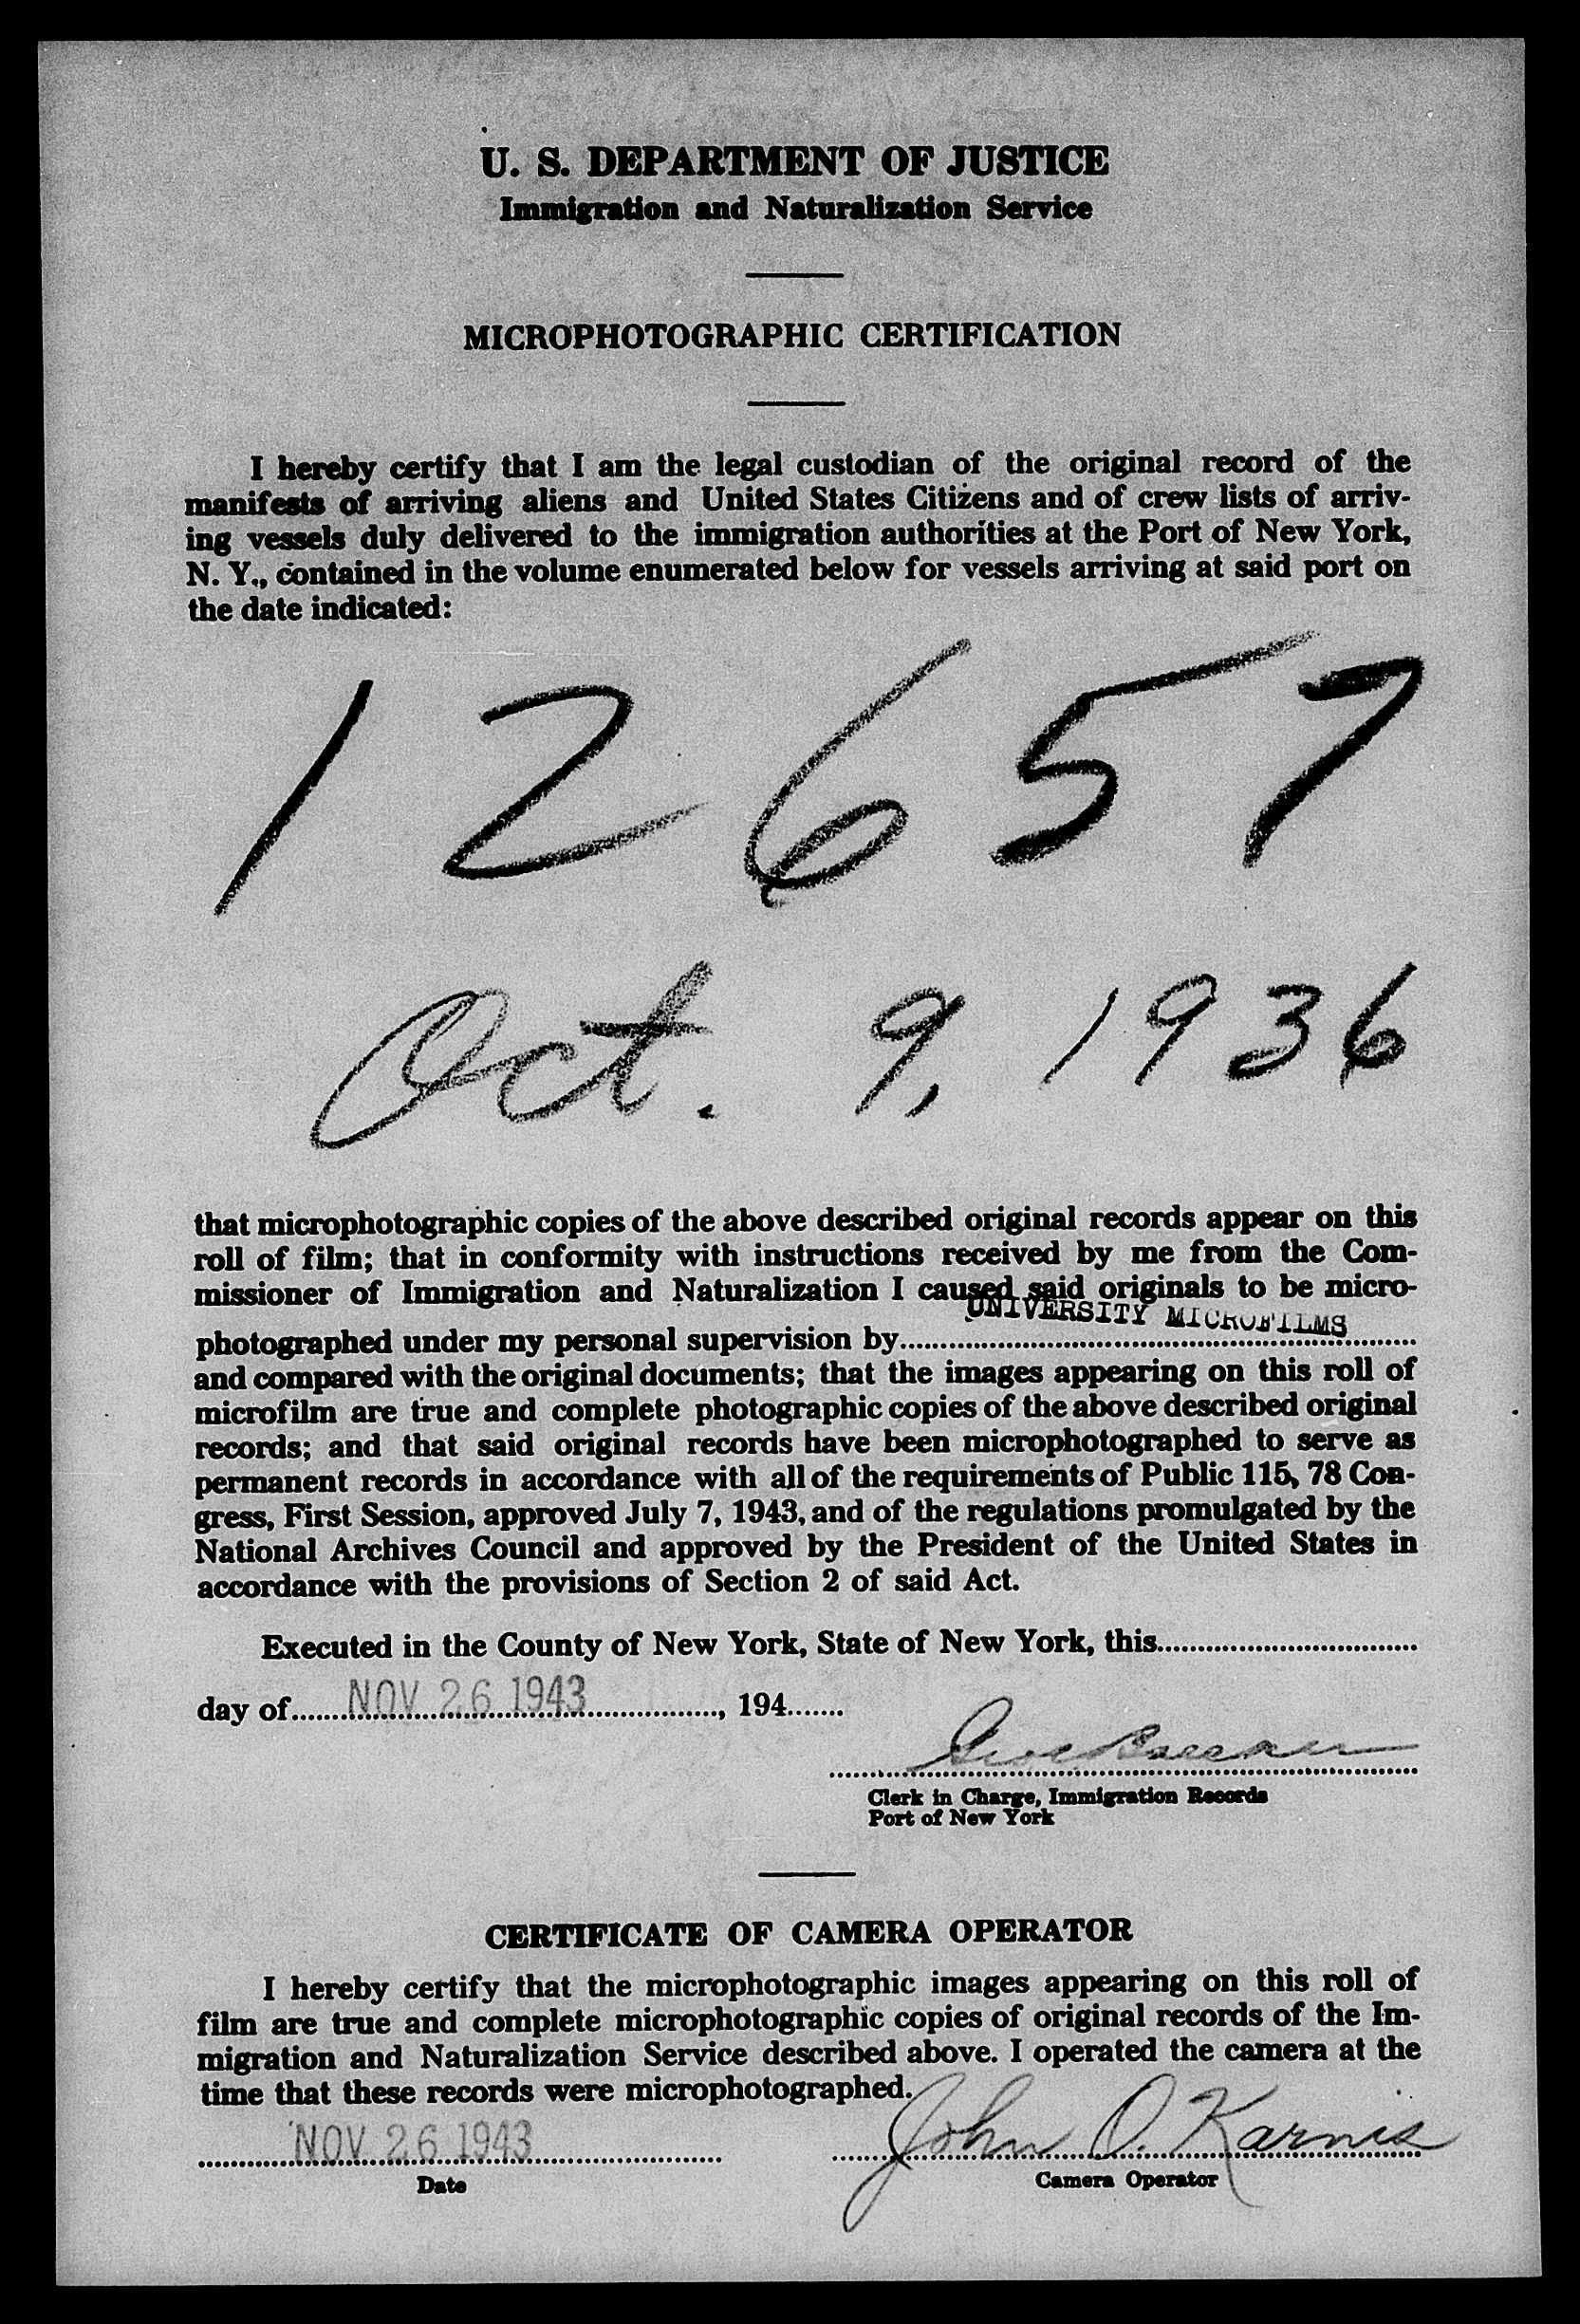 U. S. DEPARTMENT OF JUSTICE
Immigration and Naturalization Service
MICROPHOTOGRAPHIC CERTIFICATION
I hereby certify that I am the legal custodian of the original record of the
manifests of arriving aliens and United States Citizens and of crew lists of arriv-
ing vessels duly delivered to the immigration authorities at the Port of New York,
N. Y., contained in the volume enumerated below for vessels arriving at said port on
the date indicated:
12657
Oct. 9, 1936
that microphotographic copies of the above described original records appear on this
roll of film; that in conformity with instructions received by me from the Com-
missioner of Immigration and Naturalization I caused said originals to be micro-
UNIVERSITY MICROFILMS
photographed under my personal supervision by
and compared with the original documents; that the images appearing on this roll of
microfilm are true and complete photographic copies of the above described original
records; and that said original records have been microphotographed to serve as
permanent records in accordance with all of the requirements of Public 115, 78 Con-
gress, First Session, approved July 7, 1943, and of the regulations promulgated by the
National Archives Council and approved by the President of the United States in
accordance with the provisions of Section 2 of said Act.
Executed in the County of New York, State of New York, this
day of NOV 26 1943, 194
Clerk in Charge, Immigration Records
Port of New York
CERTIFICATE OF CAMERA OPERATOR
I hereby certify that the microphotographic images appearing on this roll of
film are true and complete microphotographic copies of original records of the Im-
migration and Naturalization Service described above. I operated the camera at the
time that these records were microphotographed.
NOV 26 1943 John O. Karnes
Date Camera Operator